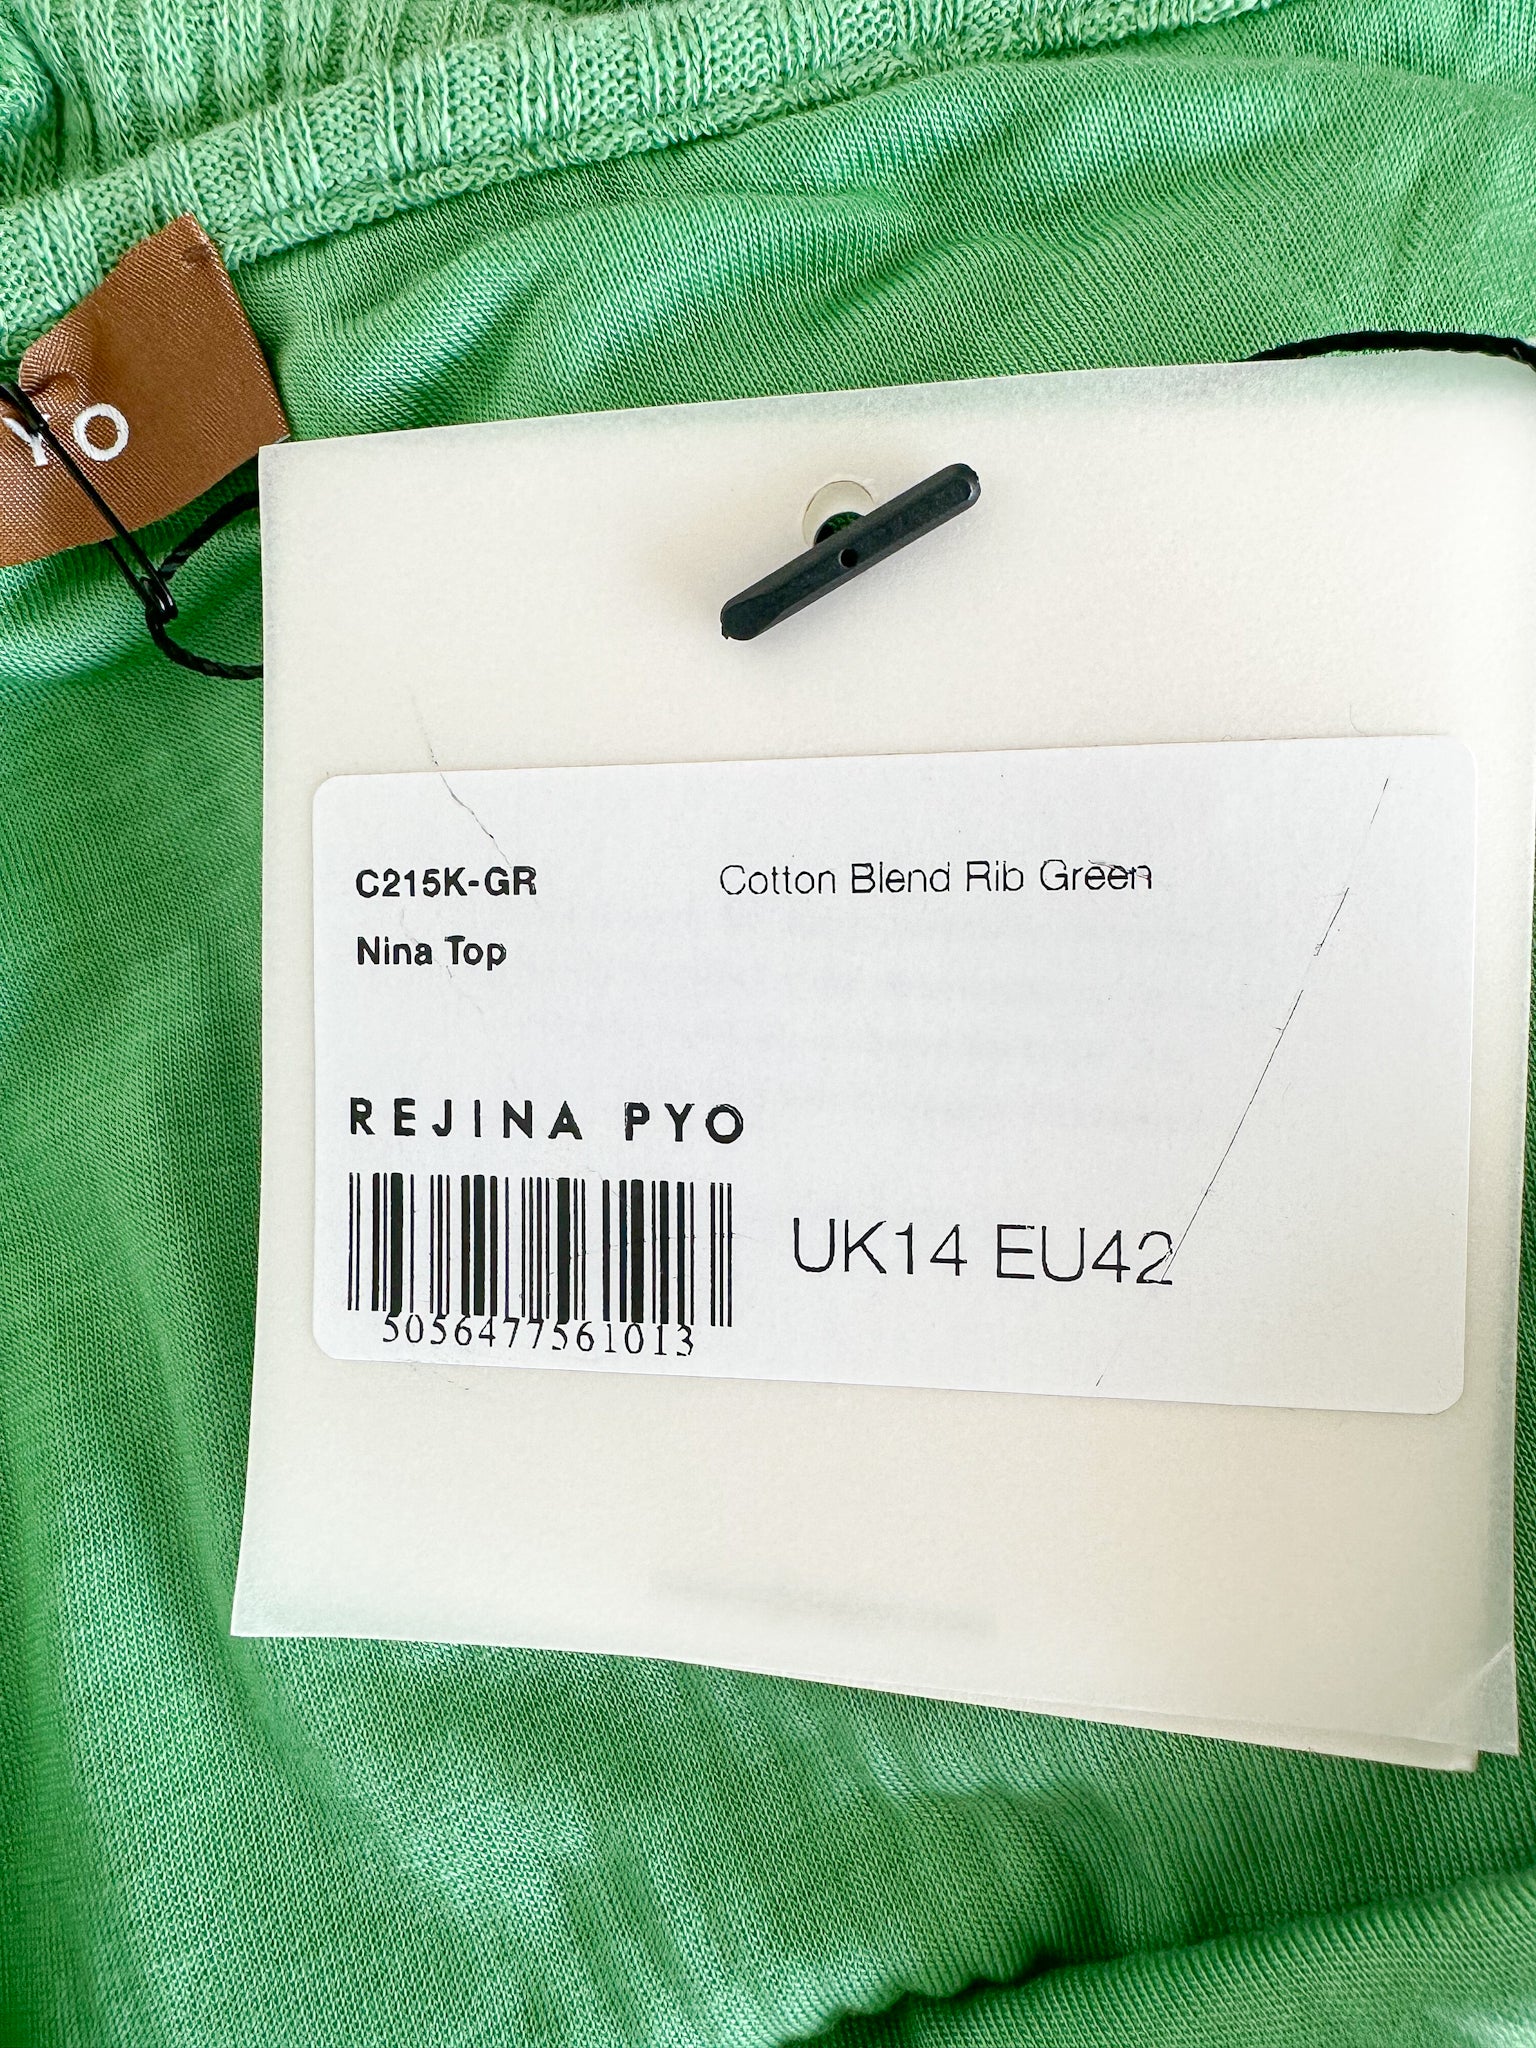 YO
C215K-GR
Cotton Blend Rib Green
Nina Top
REJINA PYO
UK14 EU42
5056477561013